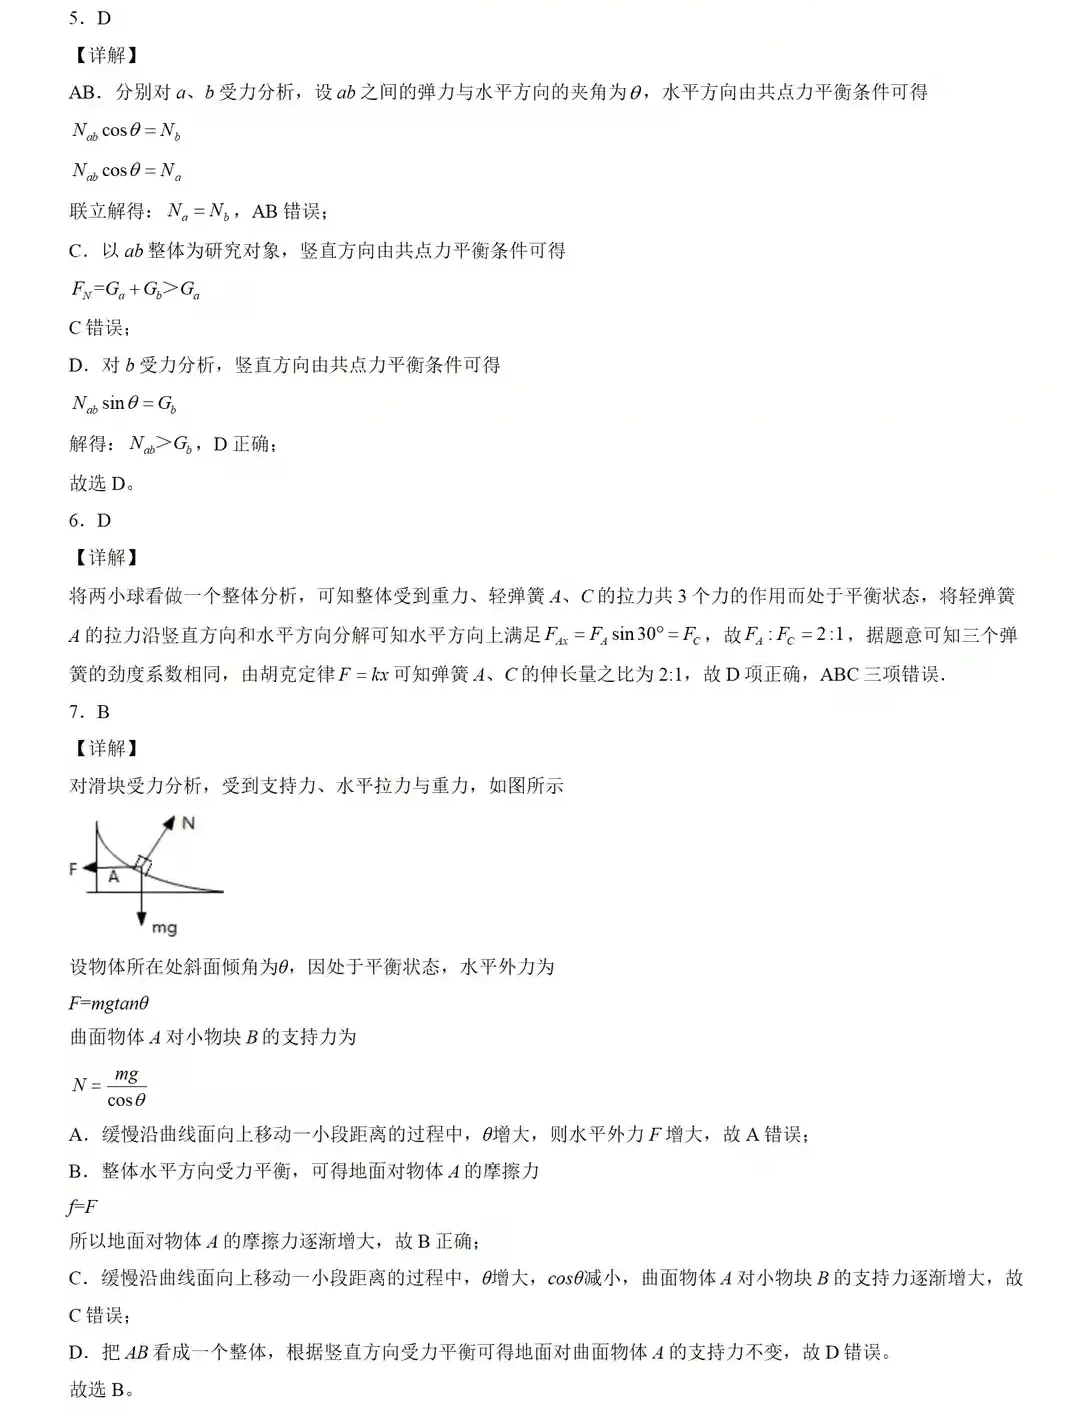 5．D
【详解】
AB．分别对 a、b 受力分析，设 ab 之间的弹力与水平方向的夹角为θ，水平方向由共点力平衡条件可得
N_ab cosθ = N_b
N_ab cosθ = N_a
联立解得：N_a = N_b，AB 错误；
C．以 ab 整体为研究对象，竖直方向由共点力平衡条件可得
F_N=G_a + G_b>G_a
C 错误；
D．对 b 受力分析，竖直方向由共点力平衡条件可得
N_ab sinθ = G_b
解得：N_ab>G_b，D 正确；
故选 D。
6．D
【详解】
将两小球看做一个整体分析，可知整体受到重力、轻弹簧 A、C 的拉力共 3 个力的作用而处于平衡状态，将轻弹簧
A 的拉力沿竖直方向和水平方向分解可知水平方向上满足F_Ax = F_A sin30° = F_C，故F_A : F_C = 2:1，据题意可知三个弹
簧的劲度系数相同，由胡克定律F = kx 可知弹簧 A、C 的伸长量之比为 2:1，故 D 项正确，ABC 三项错误．
7．B
【详解】
对滑块受力分析，受到支持力、水平拉力与重力，如图所示
N
F
A
mg
设物体所在处斜面倾角为θ，因处于平衡状态，水平外力为
F=mgtanθ
曲面物体 A 对小物块 B 的支持力为
N = mg/cosθ
A．缓慢沿曲线面向上移动一小段距离的过程中，θ增大，则水平外力 F 增大，故 A 错误；
B．整体水平方向受力平衡，可得地面对物体 A 的摩擦力
f=F
所以地面对物体 A 的摩擦力逐渐增大，故 B 正确；
C．缓慢沿曲线面向上移动一小段距离的过程中，θ增大，cosθ减小，曲面物体 A 对小物块 B 的支持力逐渐增大，故
C 错误；
D．把 AB 看成一个整体，根据竖直方向受力平衡可得地面对曲面物体 A 的支持力不变，故 D 错误。
故选 B。